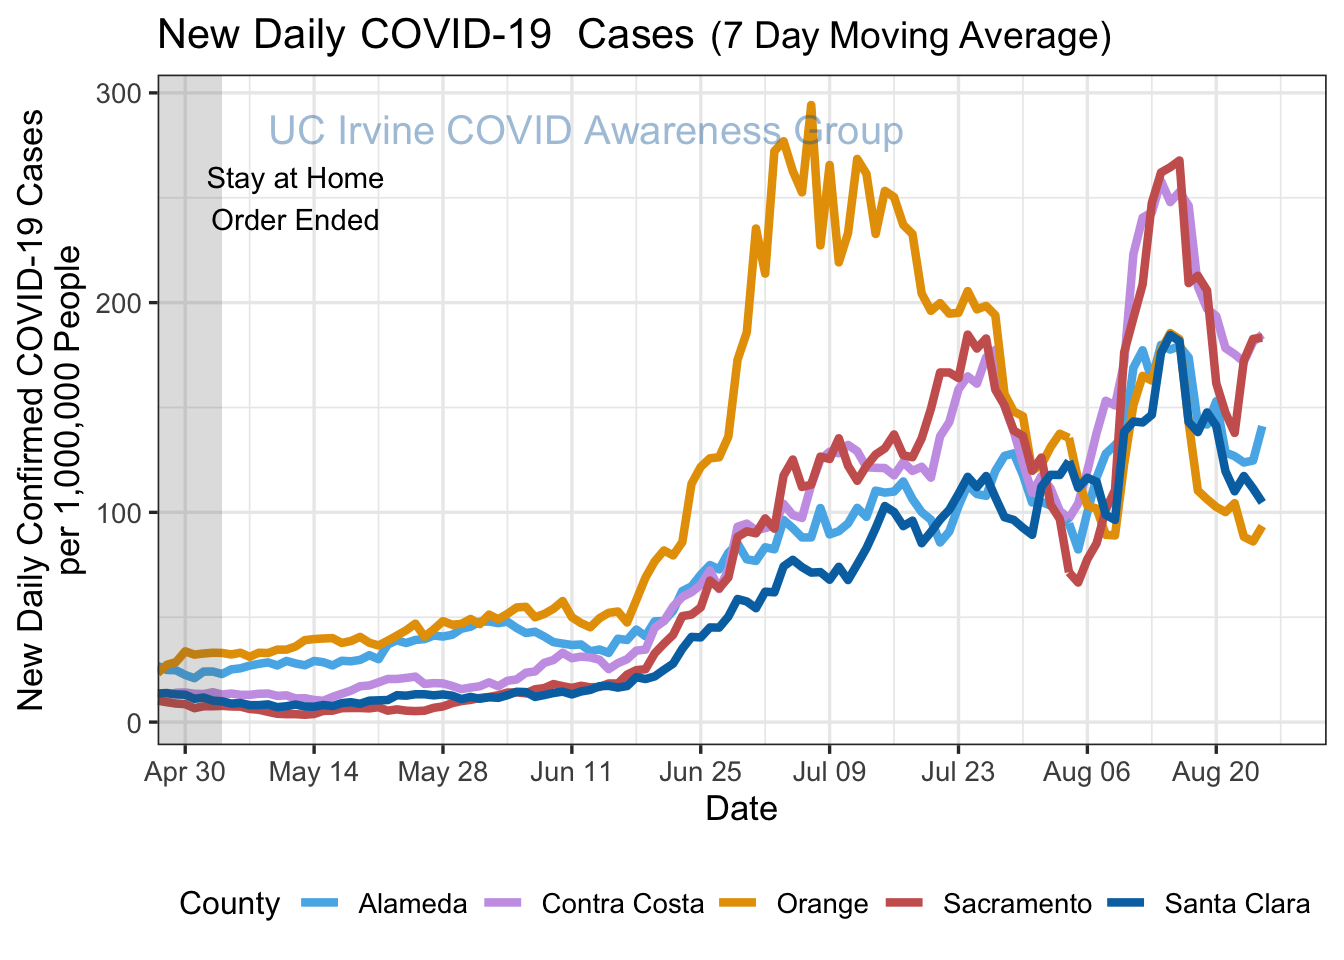 New Daily COVID-19  Cases (7 Day Moving Average)
UC Irvine COVID Awareness Group
Stay at Home
Order Ended
New Daily Confirmed COVID-19 Cases
per 1,000,000 People
300
200
100
0
Apr 30 May 14 May 28 Jun 11 Jun 25 Jul 09 Jul 23 Aug 06 Aug 20
Date
County Alameda Contra Costa Orange Sacramento Santa Clara